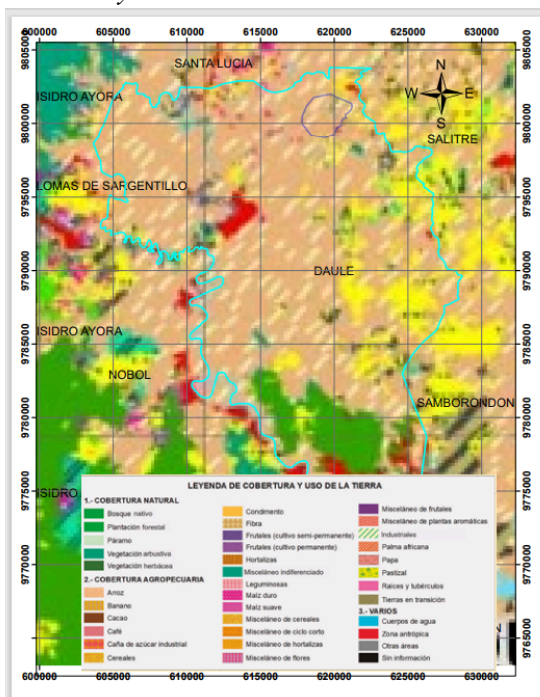 600000 605000 610000 615000 620000 625000 630000
9805000 9805000
SANTA LUCIA
N
ISIDRO AYORA
W E
S
9800000 9800000
SALITRE
LOMAS DE SARGENTILLO
9795000 9795000
9790000 9790000
DAULE
ISIDRO AYORA
9785000 9785000
NOBOL
SAMBORONDON
9780000 9780000
9775000 9775000
ISIDRO
9770000 9770000
9765000 9765000
LEYENDA DE COBERTURA Y USO DE LA TIERRA
1.- COBERTURA NATURAL
Bosque nativo
Plantación forestal
Páramo
Vegetación arbustiva
Vegetación herbácea
2.- COBERTURA AGROPECUARIA
Arroz
Banano
Cacao
Café
Caña de azúcar industrial
Cereales
Condimento
Fibra
Frutales (cultivo semi-permanente)
Frutales (cultivo permanente)
Hortalizas
Misceláneo indiferenciado
Leguminosas
Maíz duro
Maíz suave
Misceláneo de cereales
Misceláneo de ciclo corto
Misceláneo de hortalizas
Misceláneo de flores
Misceláneo de frutales
Misceláneo de plantas aromáticas
Industriales
Palma africana
Papa
Pastizal
Raíces y tubérculos
Tierras en transición
3.- VARIOS
Cuerpos de agua
Zona antrópica
Otras áreas
Sin información
N
600000 605000 610000 615000 620000 625000 630000